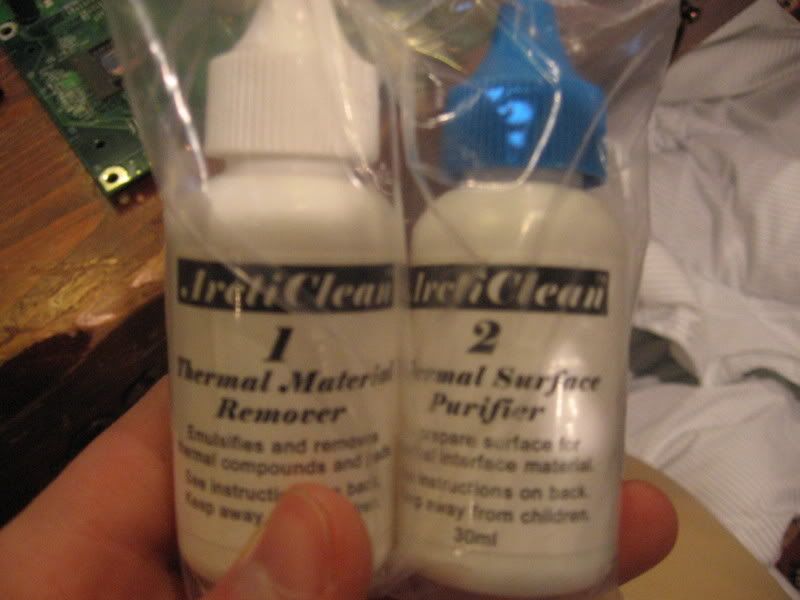 ArctiClean
1
Thermal Material
Remover
Emulsifies and removes
thermal compounds and pads.
See instructions on back.
Keep away
ArctiClean
2
Thermal Surface
Purifier
prepare surface for
interface material.
instructions on back.
away from children.
30ml